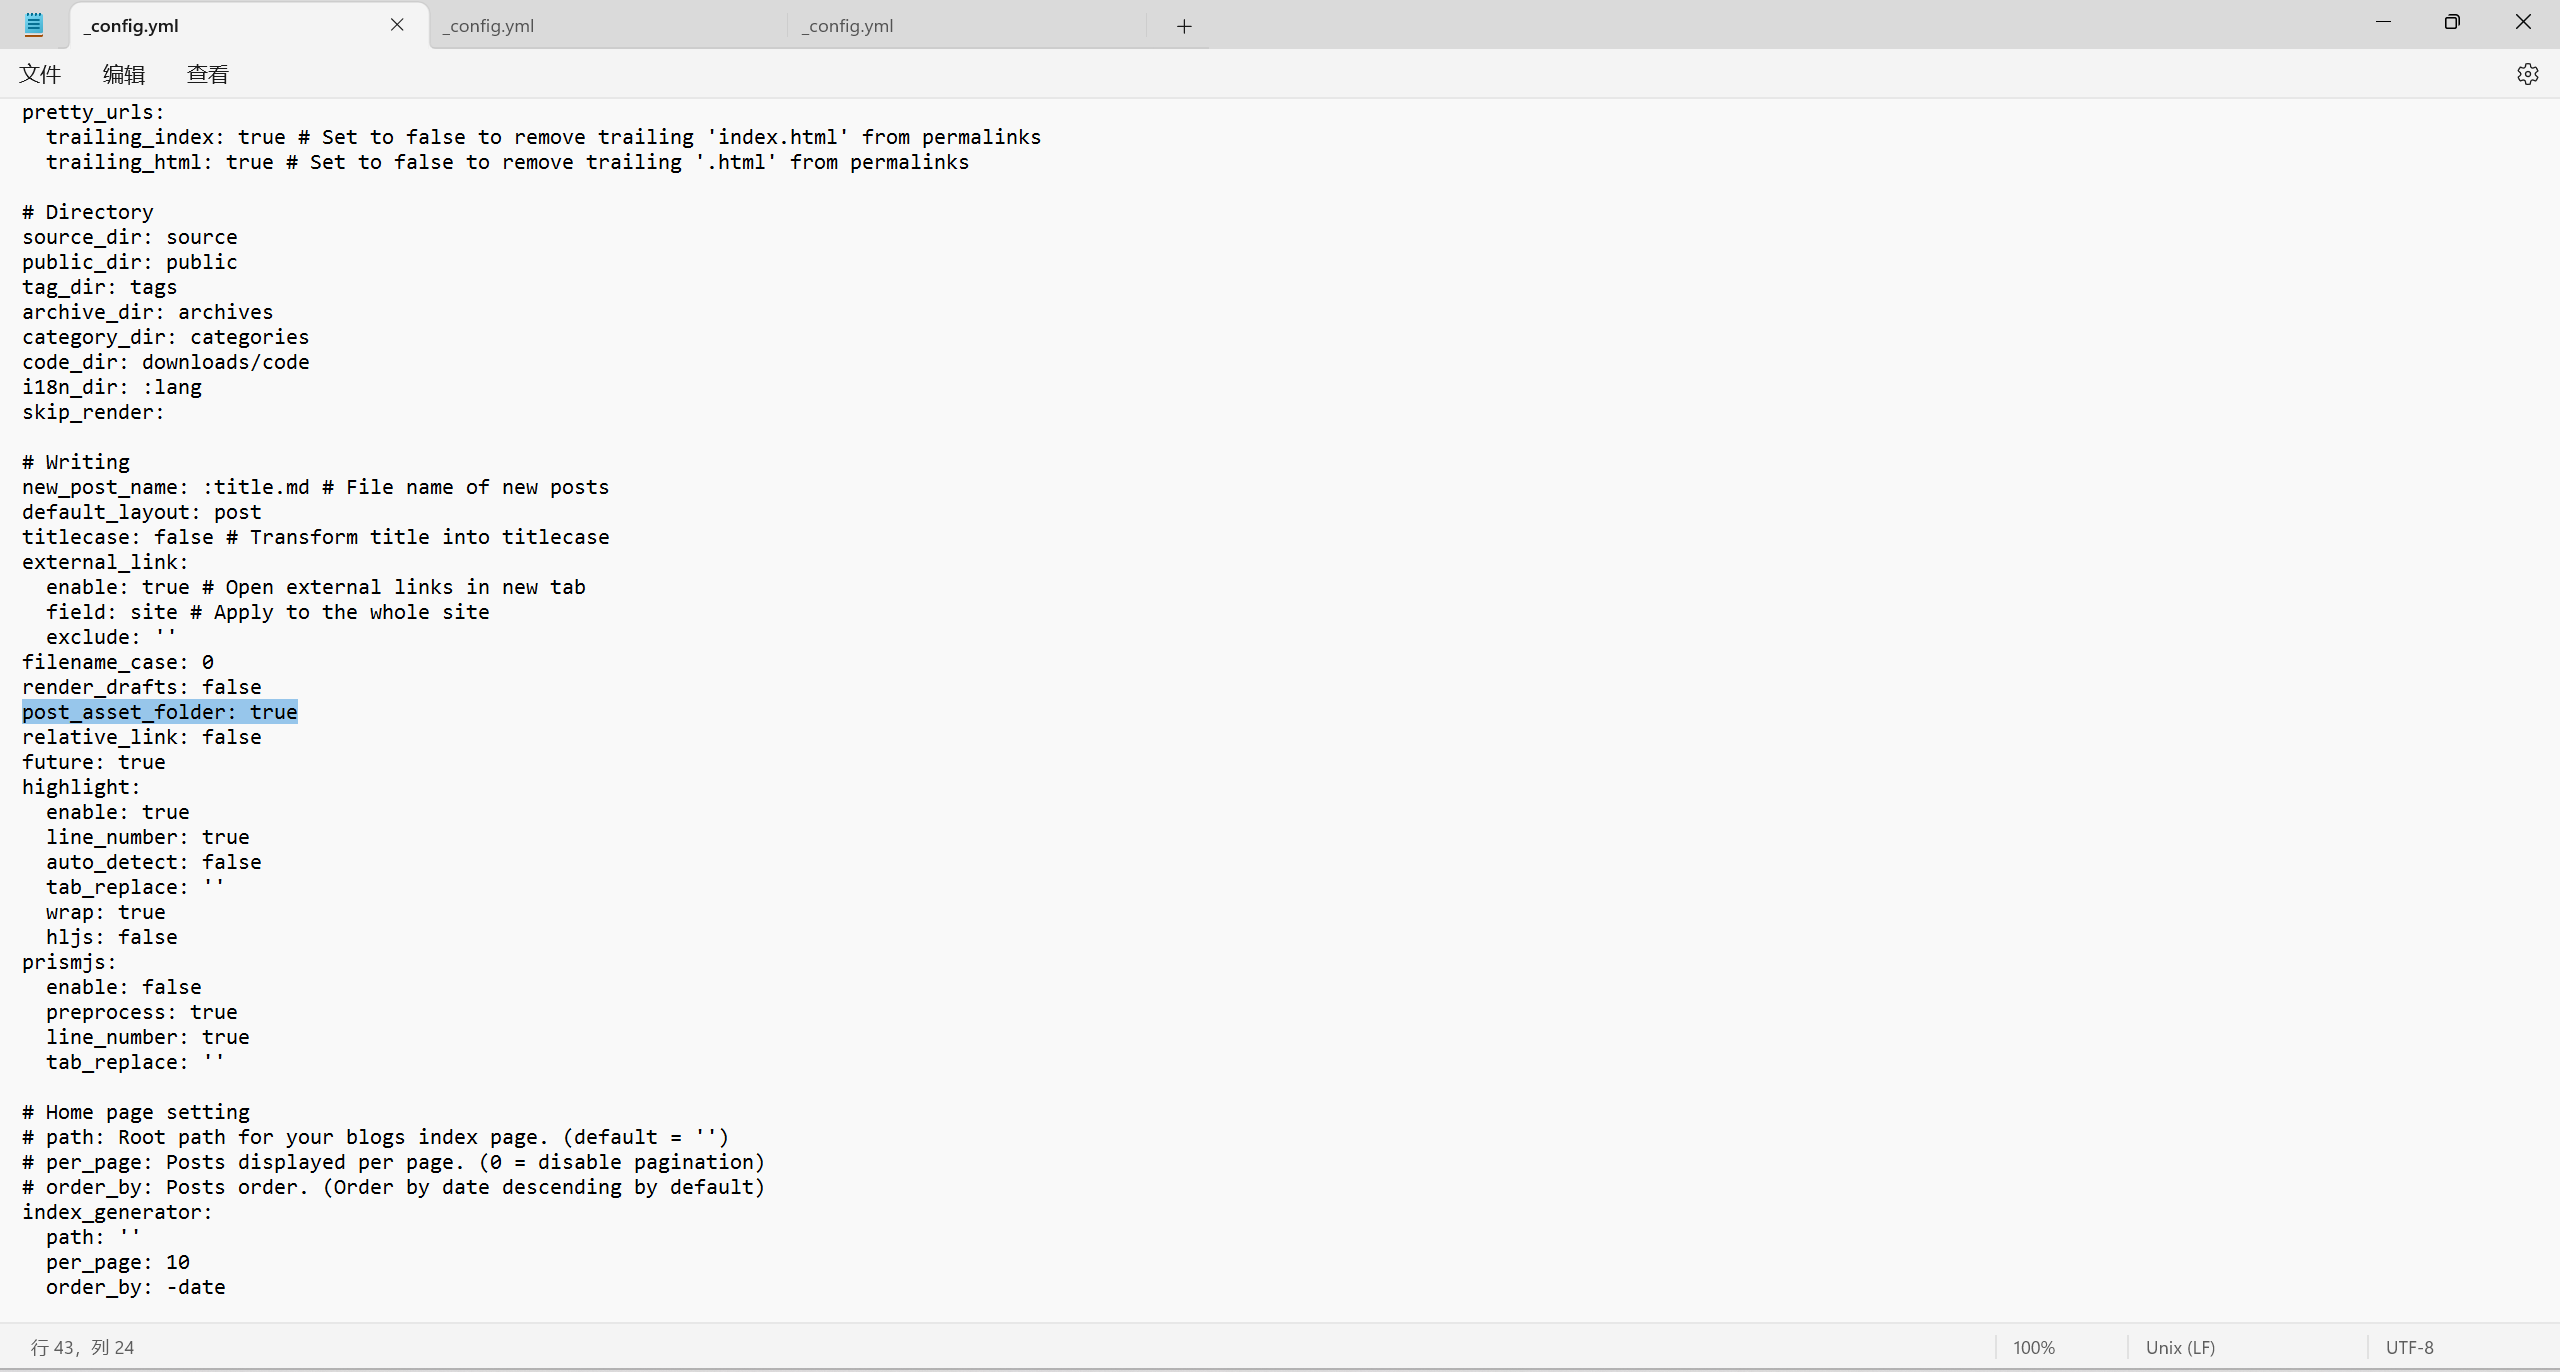 _config.yml
_config.yml
_config.yml
文件 编辑 查看
pretty_urls:
  trailing_index: true # Set to false to remove trailing 'index.html' from permalinks
  trailing_html: true # Set to false to remove trailing '.html' from permalinks

# Directory
source_dir: source
public_dir: public
tag_dir: tags
archive_dir: archives
category_dir: categories
code_dir: downloads/code
i18n_dir: :lang
skip_render:

# Writing
new_post_name: :title.md # File name of new posts
default_layout: post
titlecase: false # Transform title into titlecase
external_link:
  enable: true # Open external links in new tab
  field: site # Apply to the whole site
  exclude: ''
filename_case: 0
render_drafts: false
post_asset_folder: true
relative_link: false
future: true
highlight:
  enable: true
  line_number: true
  auto_detect: false
  tab_replace: ''
  wrap: true
  hljs: false
prismjs:
  enable: false
  preprocess: true
  line_number: true
  tab_replace: ''

# Home page setting
# path: Root path for your blogs index page. (default = '')
# per_page: Posts displayed per page. (0 = disable pagination)
# order_by: Posts order. (Order by date descending by default)
index_generator:
  path: ''
  per_page: 10
  order_by: -date
行 43, 列 24
100%
Unix (LF)
UTF-8